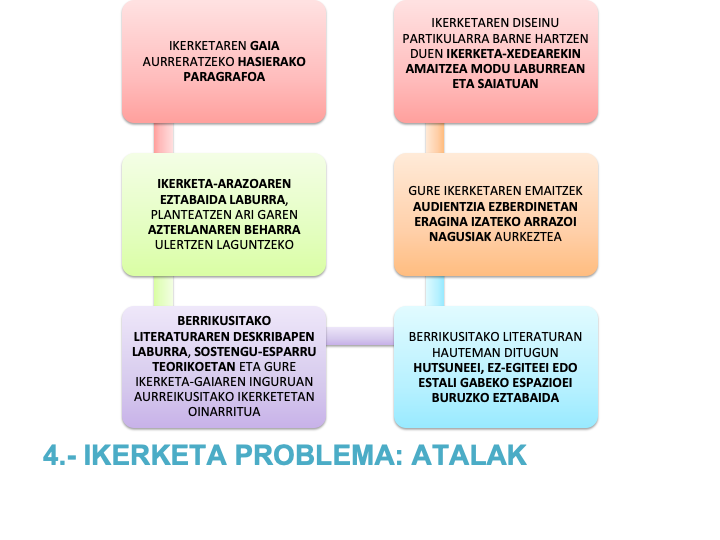 IKERKETAREN GAIA
AURRERATZEKO HASIERAKO
PARAGRAFOA
IKERKETA-ARAZOAREN
EZTABAIDA LABURRA,
PLANTEATZEN ARI GAREN
AZTERLANAREN BEHARRA
ULERTZEN LAGUNTZEKO
BERRIKUSITAKO
LITERATURAREN DESKRIBAPEN
LABURRA, SOSTENGU-ESPARRU
TEORIKOETAN ETA GURE
IKERKETA-GAIAREN INGURUAN
AURREIKUSITAKO IKERKETETAN
OINARRITUA
BERRIKUSITAKO LITERATURAN
HAUTEMAN DITUGUN
HUTSUNEEI, EZ-EGITEEI EDO
ESTALI GABEKO ESPAZIOEI
BURUZKO EZTABAIDA
GURE IKERKETAREN EMAITZEK
AUDIENTZIA EZBERDINETAN
ERAGINA IZATEKO ARRAZOI
NAGUSIAK AURKEZTEA
IKERKETAREN DISEINU
PARTIKULARRA BARNE HARTZEN
DUEN IKERKETA-XEDEAREKIN
AMAITZEA MODU LABURREAN
ETA SAIATUAN
4.- IKERKETA PROBLEMA: ATALAK